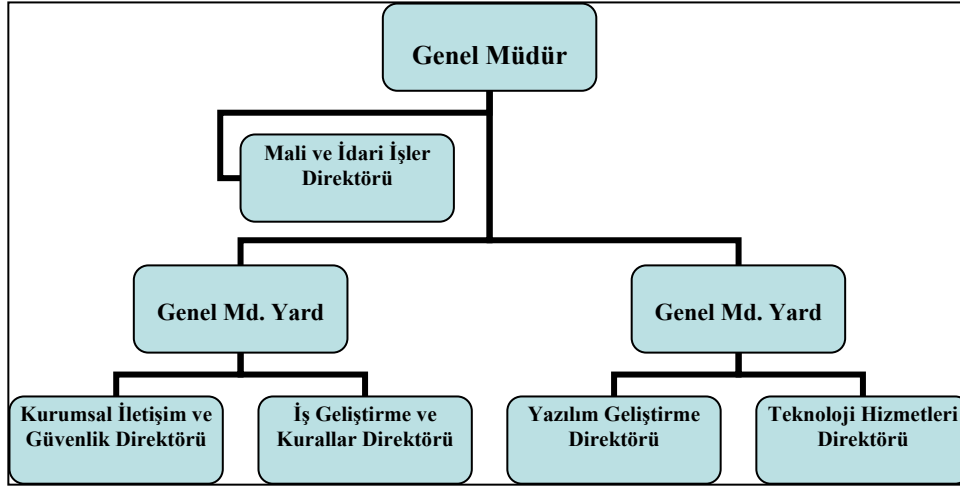 Genel Müdür
Mali ve İdari İşler
Direktörü
Genel Md. Yard
Genel Md. Yard
Kurumsal İletişim ve
Güvenlik Direktörü
İş Geliştirme ve
Kurallar Direktörü
Yazılım Geliştirme
Direktörü
Teknoloji Hizmetleri
Direktörü